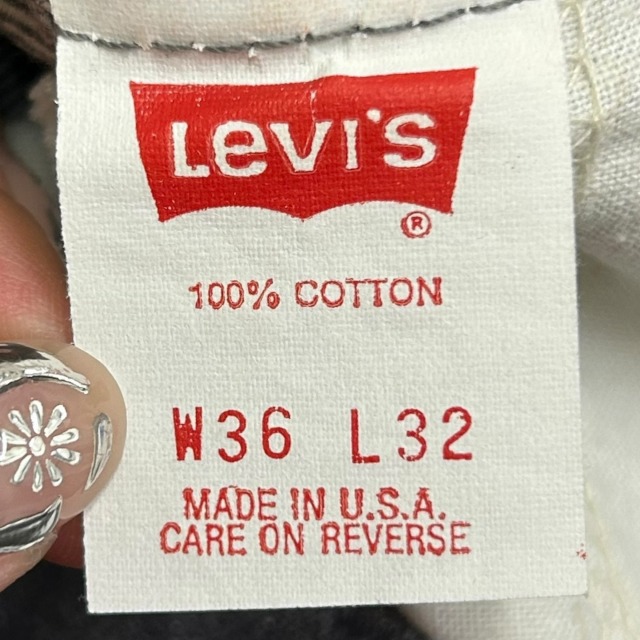 Levi's
®
100% COTTON
W36 L32
MADE IN U.S.A.
CARE ON REVERSE